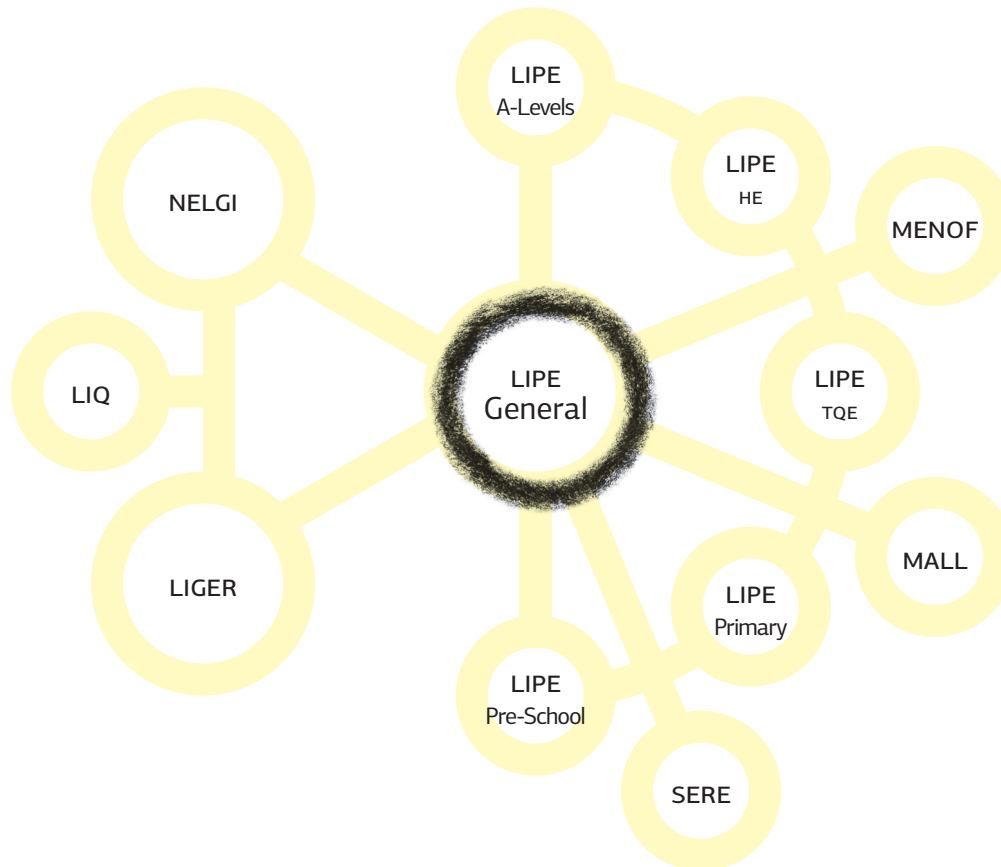 LIPE
A-Levels
LIPE
HE
NELGI
MENOF
LIPE
General
LIPE
TQE
LIQ
MALL
LIGER
LIPE
Primary
LIPE
Pre-School
SERE